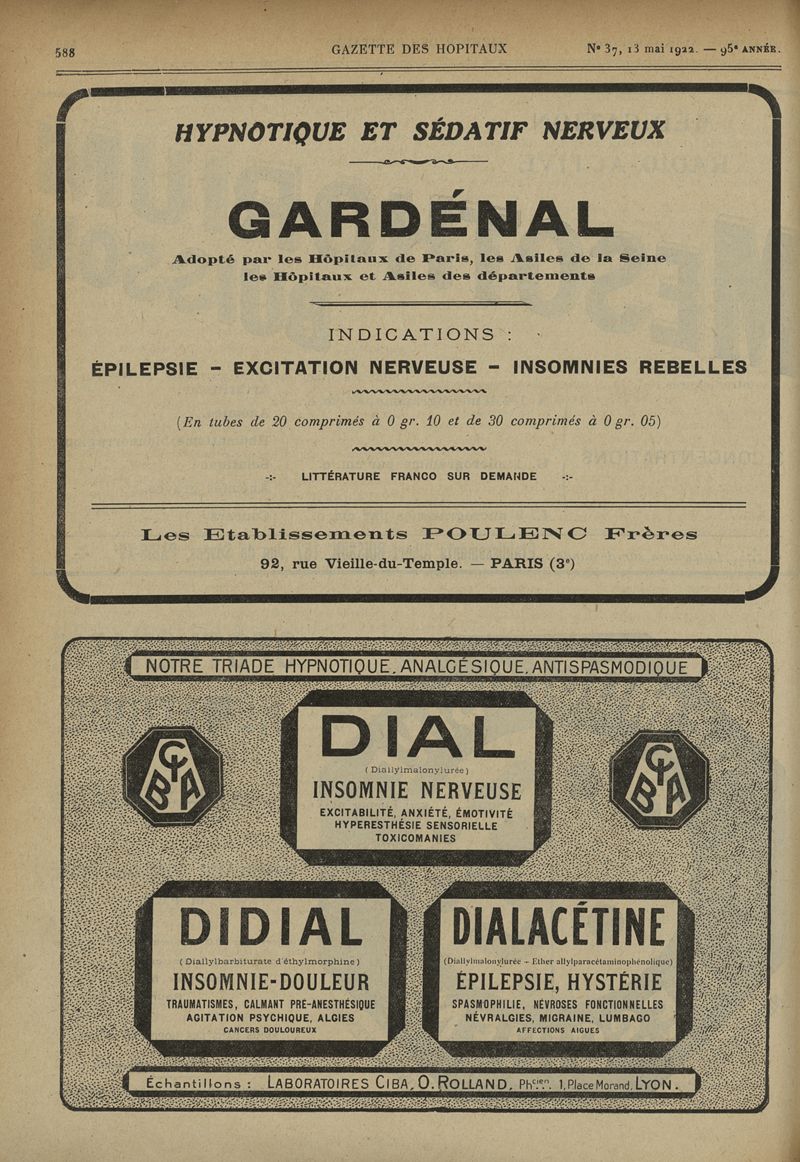 588
GAZETTE DES HOPITAUX
N° 37, 13 mai 1922. — 95e ANNÉE.
HYPNOTIQUE ET SÉDATIF NERVEUX
GARDÉNAL
Adopté par les Hôpitaux de Paris, les Asiles de la Seine
les Hôpitaux et Asiles des départements
INDICATIONS :
ÉPILEPSIE - EXCITATION NERVEUSE - INSOMNIES REBELLES
(En tubes de 20 comprimés à 0 gr. 10 et de 30 comprimés à 0 gr. 05)
-:- LITTÉRATURE FRANCO SUR DEMANDE -:-
Les Etablissements POULENC Frères
92, rue Vieille-du-Temple. — PARIS (3e)
NOTRE TRIADE HYPNOTIQUE, ANALGÉSIQUE, ANTISPASMODIQUE
CIBA
DIAL
(Diallylmalonylurée)
INSOMNIE NERVEUSE
EXCITABILITÉ, ANXIÉTÉ, ÉMOTIVITÉ
HYPERESTHÉSIE SENSORIELLE
TOXICOMANIES
CIBA
DIDIAL
(Diallylbarbiturate d'éthylmorphine)
INSOMNIE-DOULEUR
TRAUMATISMES, CALMANT PRÉ-ANESTHÉSIQUE
AGITATION PSYCHIQUE, ALGIES
CANCERS DOULOUREUX
DIALACÉTINE
(Diallylmalonylurée - Ether allylparacétaminophénolique)
ÉPILEPSIE, HYSTÉRIE
SPASMOPHILIE, NÉVROSES FONCTIONNELLES
NÉVRALGIES, MIGRAINE, LUMBAGO
AFFECTIONS AIGUES
Échantillons : LABORATOIRES CIBA, O. ROLLAND, Phcien. 1, Place Morand, LYON.